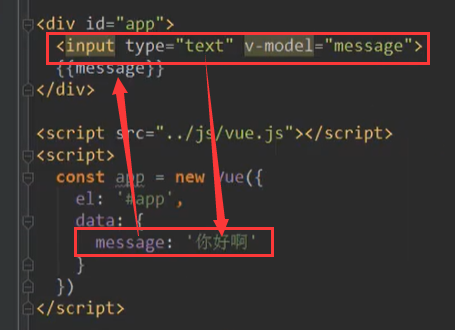 <div id="app">
<input type="text" v-model="message">
{{message}}
</div>
<script src="../js/vue.js"></script>
<script>
const app = new Vue({
el: '#app',
data: {
message: '你好啊'
}
})
</script>